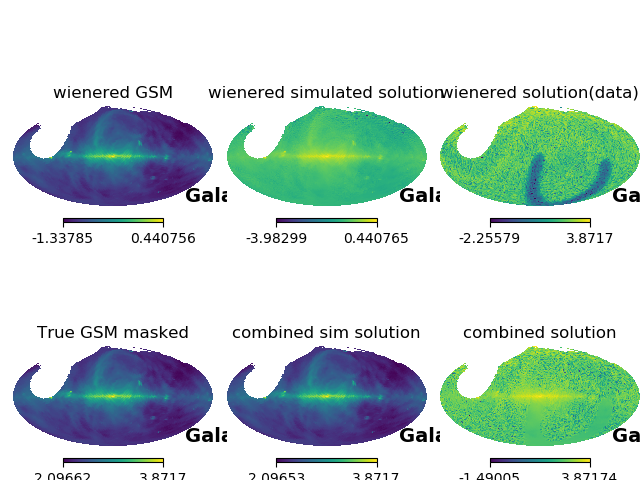 wienered GSM
wienered simulated solution
wienered solution(data)
Gala
Gala
Ga
-1.33785 0.440756
-3.98299 0.440765
-2.25579 3.8717
True GSM masked
combined sim solution
combined solution
Gala
Gala
Ga
2.09662 3.8717
2.09653 3.8717
-1.49005 3.87174